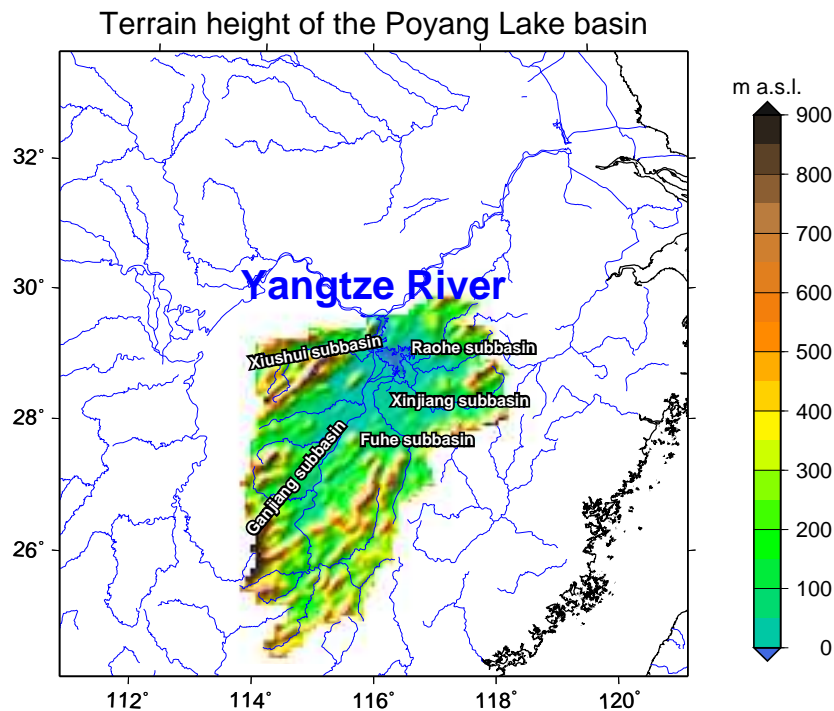 Terrain height of the Poyang Lake basin
m a.s.l.
900
800
700
600
500
400
300
200
100
0
32°
30°
28°
26°
Yangtze River
Xiushui subbasin
Raohe subbasin
Xinjiang subbasin
Fuhe subbasin
Ganjiang subbasin
112°
114°
116°
118°
120°